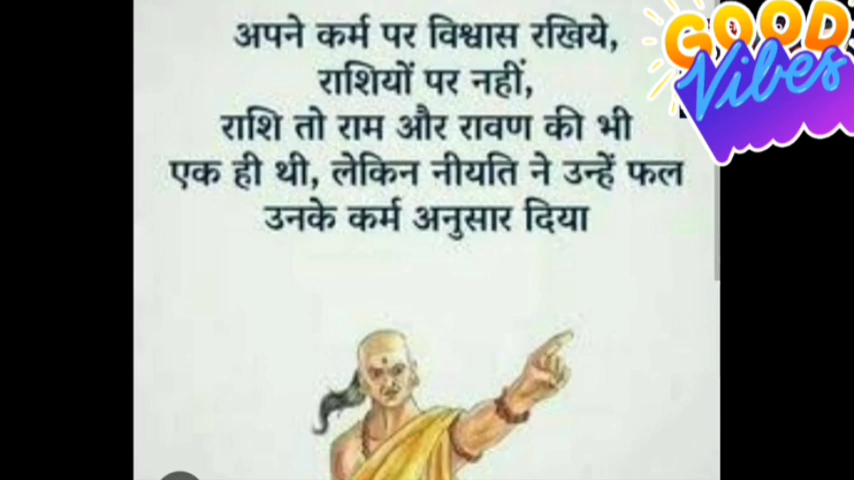 अपने कर्म पर विश्वास रखिये,
राशियों पर नहीं,
राशि तो राम और रावण की भी
एक ही थी, लेकिन नीयति ने उन्हें फल
उनके कर्म अनुसार दिया
GOOD
Vibes